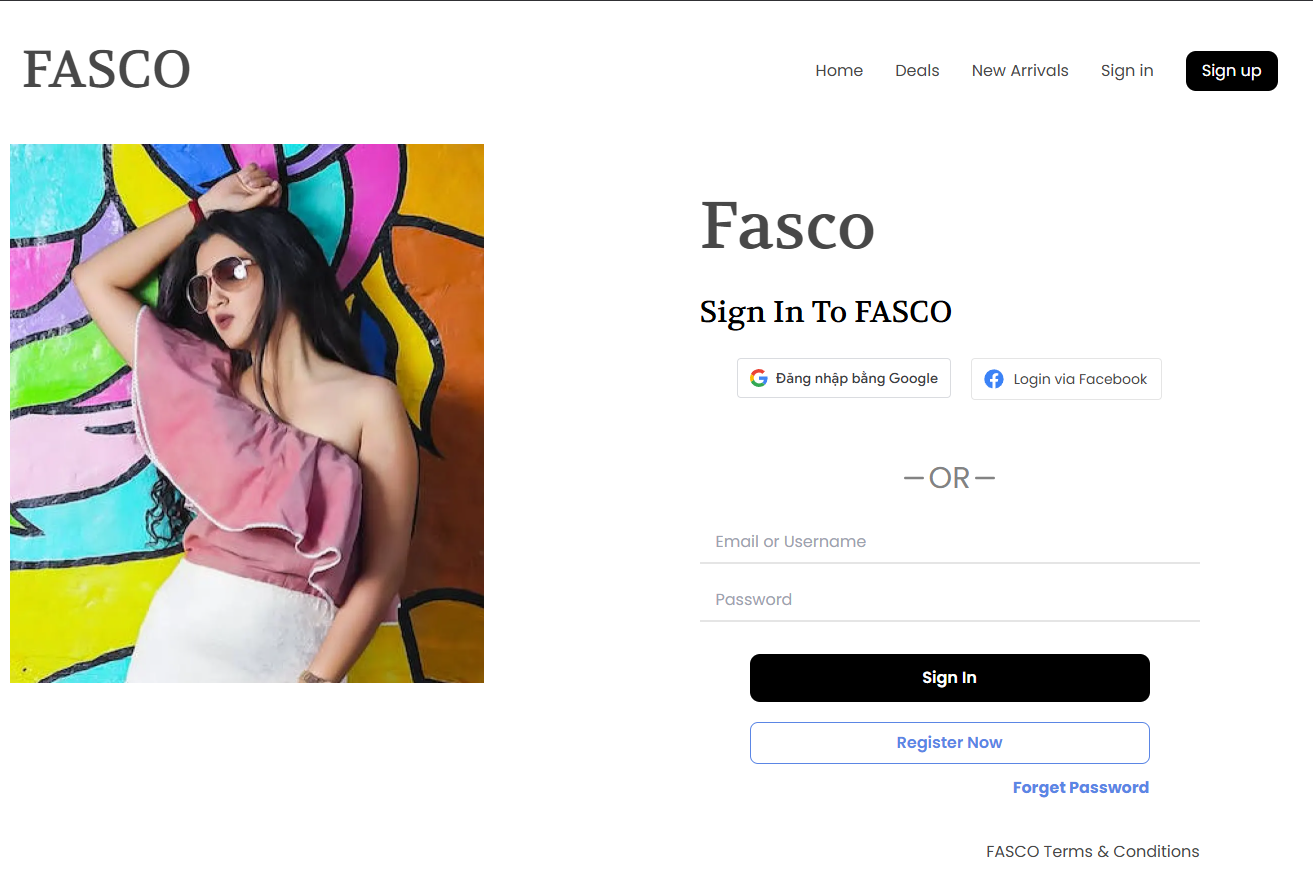 FASCO
Home Deals New Arrivals Sign in Sign up
Fasco
Sign In To FASCO
Đăng nhập bằng Google Login via Facebook
— OR —
Email or Username
Password
Sign In
Register Now
Forget Password
FASCO Terms & Conditions